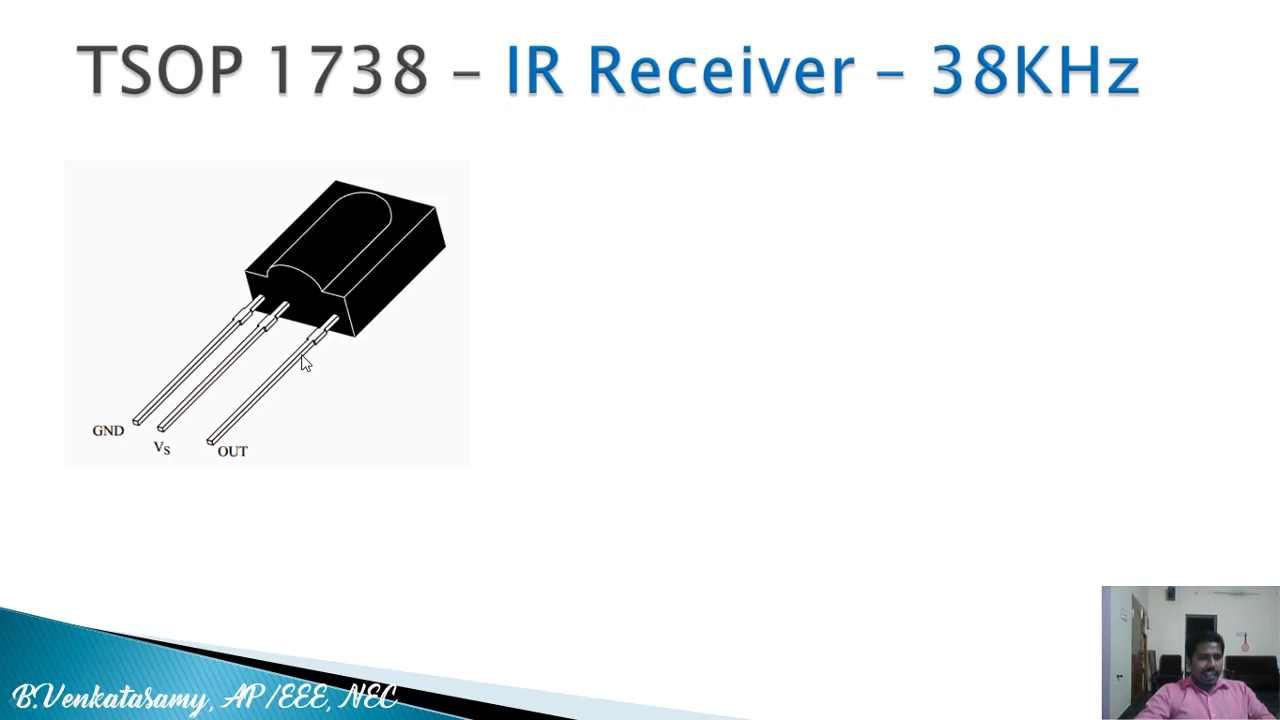 TSOP 1738 – IR Receiver – 38KHz
GND
VS
OUT
B.Venkatasamy, AP/EEE, NEC